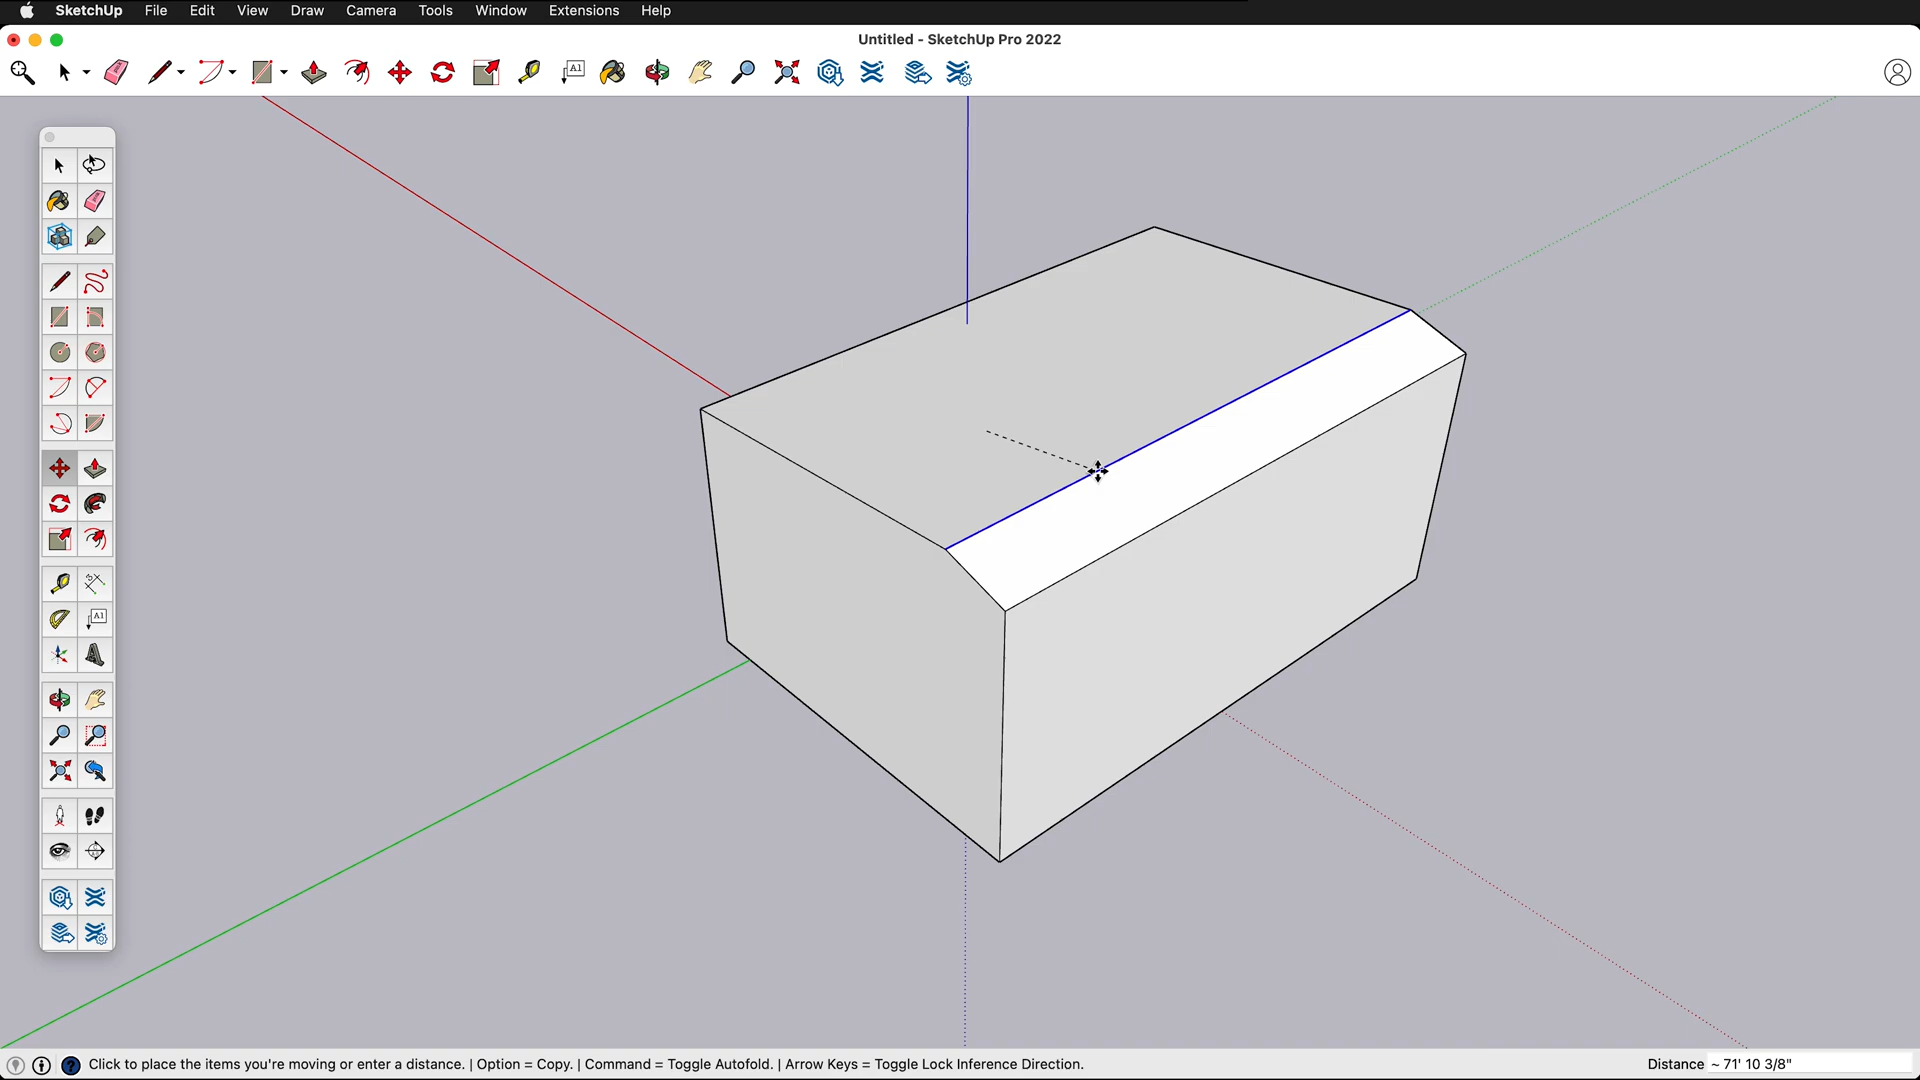 SketchUp File Edit View Draw Camera Tools Window Extensions Help
Untitled - SketchUp Pro 2022
A1
A1
Click to place the items you're moving or enter a distance. | Option = Copy. | Command = Toggle Autofold. | Arrow Keys = Toggle Lock Inference Direction.
Distance ~ 71' 10 3/8"